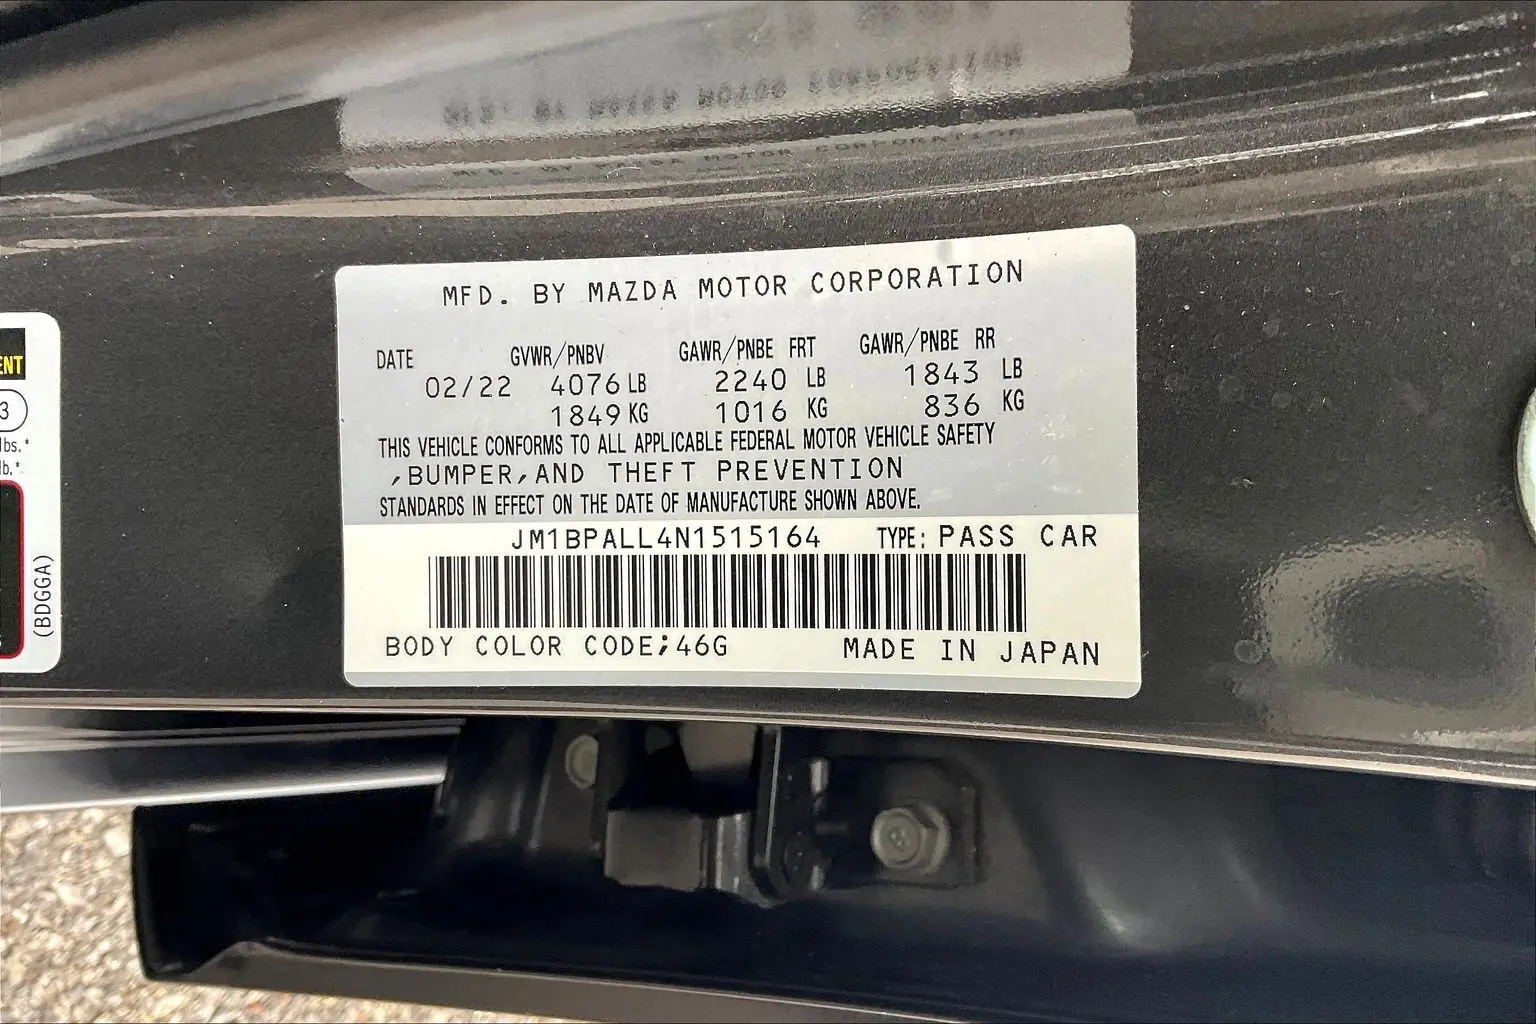 MFD. BY MAZDA MOTOR CORPORATION
DATE GVWR/PNBV GAWR/PNBE FRT GAWR/PNBE RR
02/22 4076 LB 2240 LB 1843 LB
1849 KG 1016 KG 836 KG
THIS VEHICLE CONFORMS TO ALL APPLICABLE FEDERAL MOTOR VEHICLE SAFETY
,BUMPER,AND THEFT PREVENTION
STANDARDS IN EFFECT ON THE DATE OF MANUFACTURE SHOWN ABOVE.
JM1BPALL4N1515164 TYPE: PASS CAR
BODY COLOR CODE;46G MADE IN JAPAN
3
lbs.*
lb.*
(BDGGA)